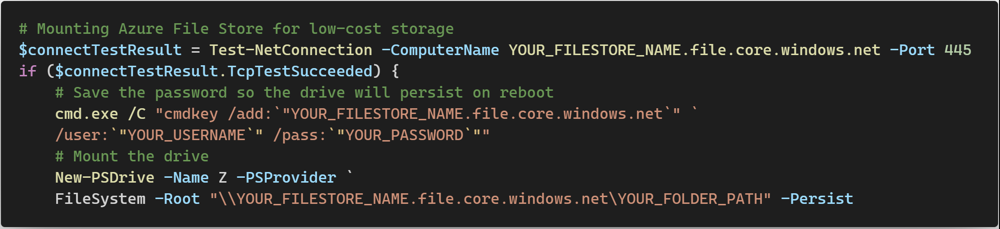 # Mounting Azure File Store for low-cost storage
$connectTestResult = Test-NetConnection -ComputerName YOUR_FILESTORE_NAME.file.core.windows.net -Port 445
if ($connectTestResult.TcpTestSucceeded) {
    # Save the password so the drive will persist on reboot
    cmd.exe /C "cmdkey /add:`"YOUR_FILESTORE_NAME.file.core.windows.net`" `
    /user:`"YOUR_USERNAME`" /pass:`"YOUR_PASSWORD`""
    # Mount the drive
    New-PSDrive -Name Z -PSProvider `
    FileSystem -Root "\\YOUR_FILESTORE_NAME.file.core.windows.net\YOUR_FOLDER_PATH" -Persist